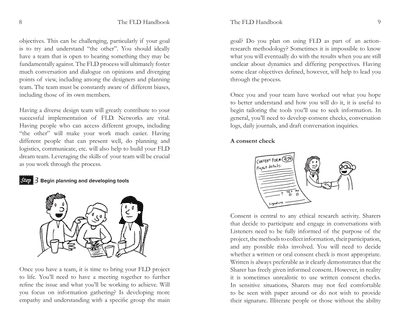 8
The FLD Handbook
objectives. This can be challenging, particularly if your goal
is to try and understand “the other”. You should ideally
have a team that is open to hearing something they may be
fundamentally against. The FLD process will ultimately foster
much conversation and dialogue on opinions and diverging
points of view, including among the designers and planning
team. The team must be constantly aware of different biases,
including those of its own members.
Having a diverse design team will greatly contribute to your
successful implementation of FLD. Networks are vital.
Having people who can access different groups, including
“the other” will make your work much easier. Having
different people that can present well, do planning and
logistics, communicate, etc. will also help to build your FLD
dream team. Leveraging the skills of your team will be crucial
as you work through the process.
Step 3 Begin planning and developing tools
Once you have a team, it is time to bring your FLD project
to life. You'll need to have a meeting together to further
refine the issue and what you'll be working to achieve. Will
you focus on information gathering? Is developing more
empathy and understanding with a specific group the main
The FLD Handbook
9
goal? Do you plan on using FLD as part of an action-
research methodology? Sometimes it is impossible to know
what you will eventually do with the results when you are still
unclear about dynamics and differing perspectives. Having
some clear objectives defined, however, will help to lead you
through the process.
Once you and your team have worked out what you hope
to better understand and how you will do it, it is useful to
begin tailoring the tools you'll use to seek information. In
general, you'll need to develop consent checks, conversation
logs, daily journals, and draft conversation inquiries.
A consent check
CONSENT FORM
Project details:
Signature
Consent is central to any ethical research activity. Sharers
that decide to participate and engage in conversations with
Listeners need to be fully informed of the purpose of the
project, the methods to collect information, their participation,
and any possible risks involved. You will need to decide
whether a written or oral consent check is most appropriate.
Written is always preferable as it clearly demonstrates that the
Sharer has freely given informed consent. However, in reality
it is sometimes unrealistic to use written consent checks.
In sensitive situations, Sharers may not feel comfortable
to be seen with paper around or do not wish to provide
their signature. Illiterate people or those without the ability